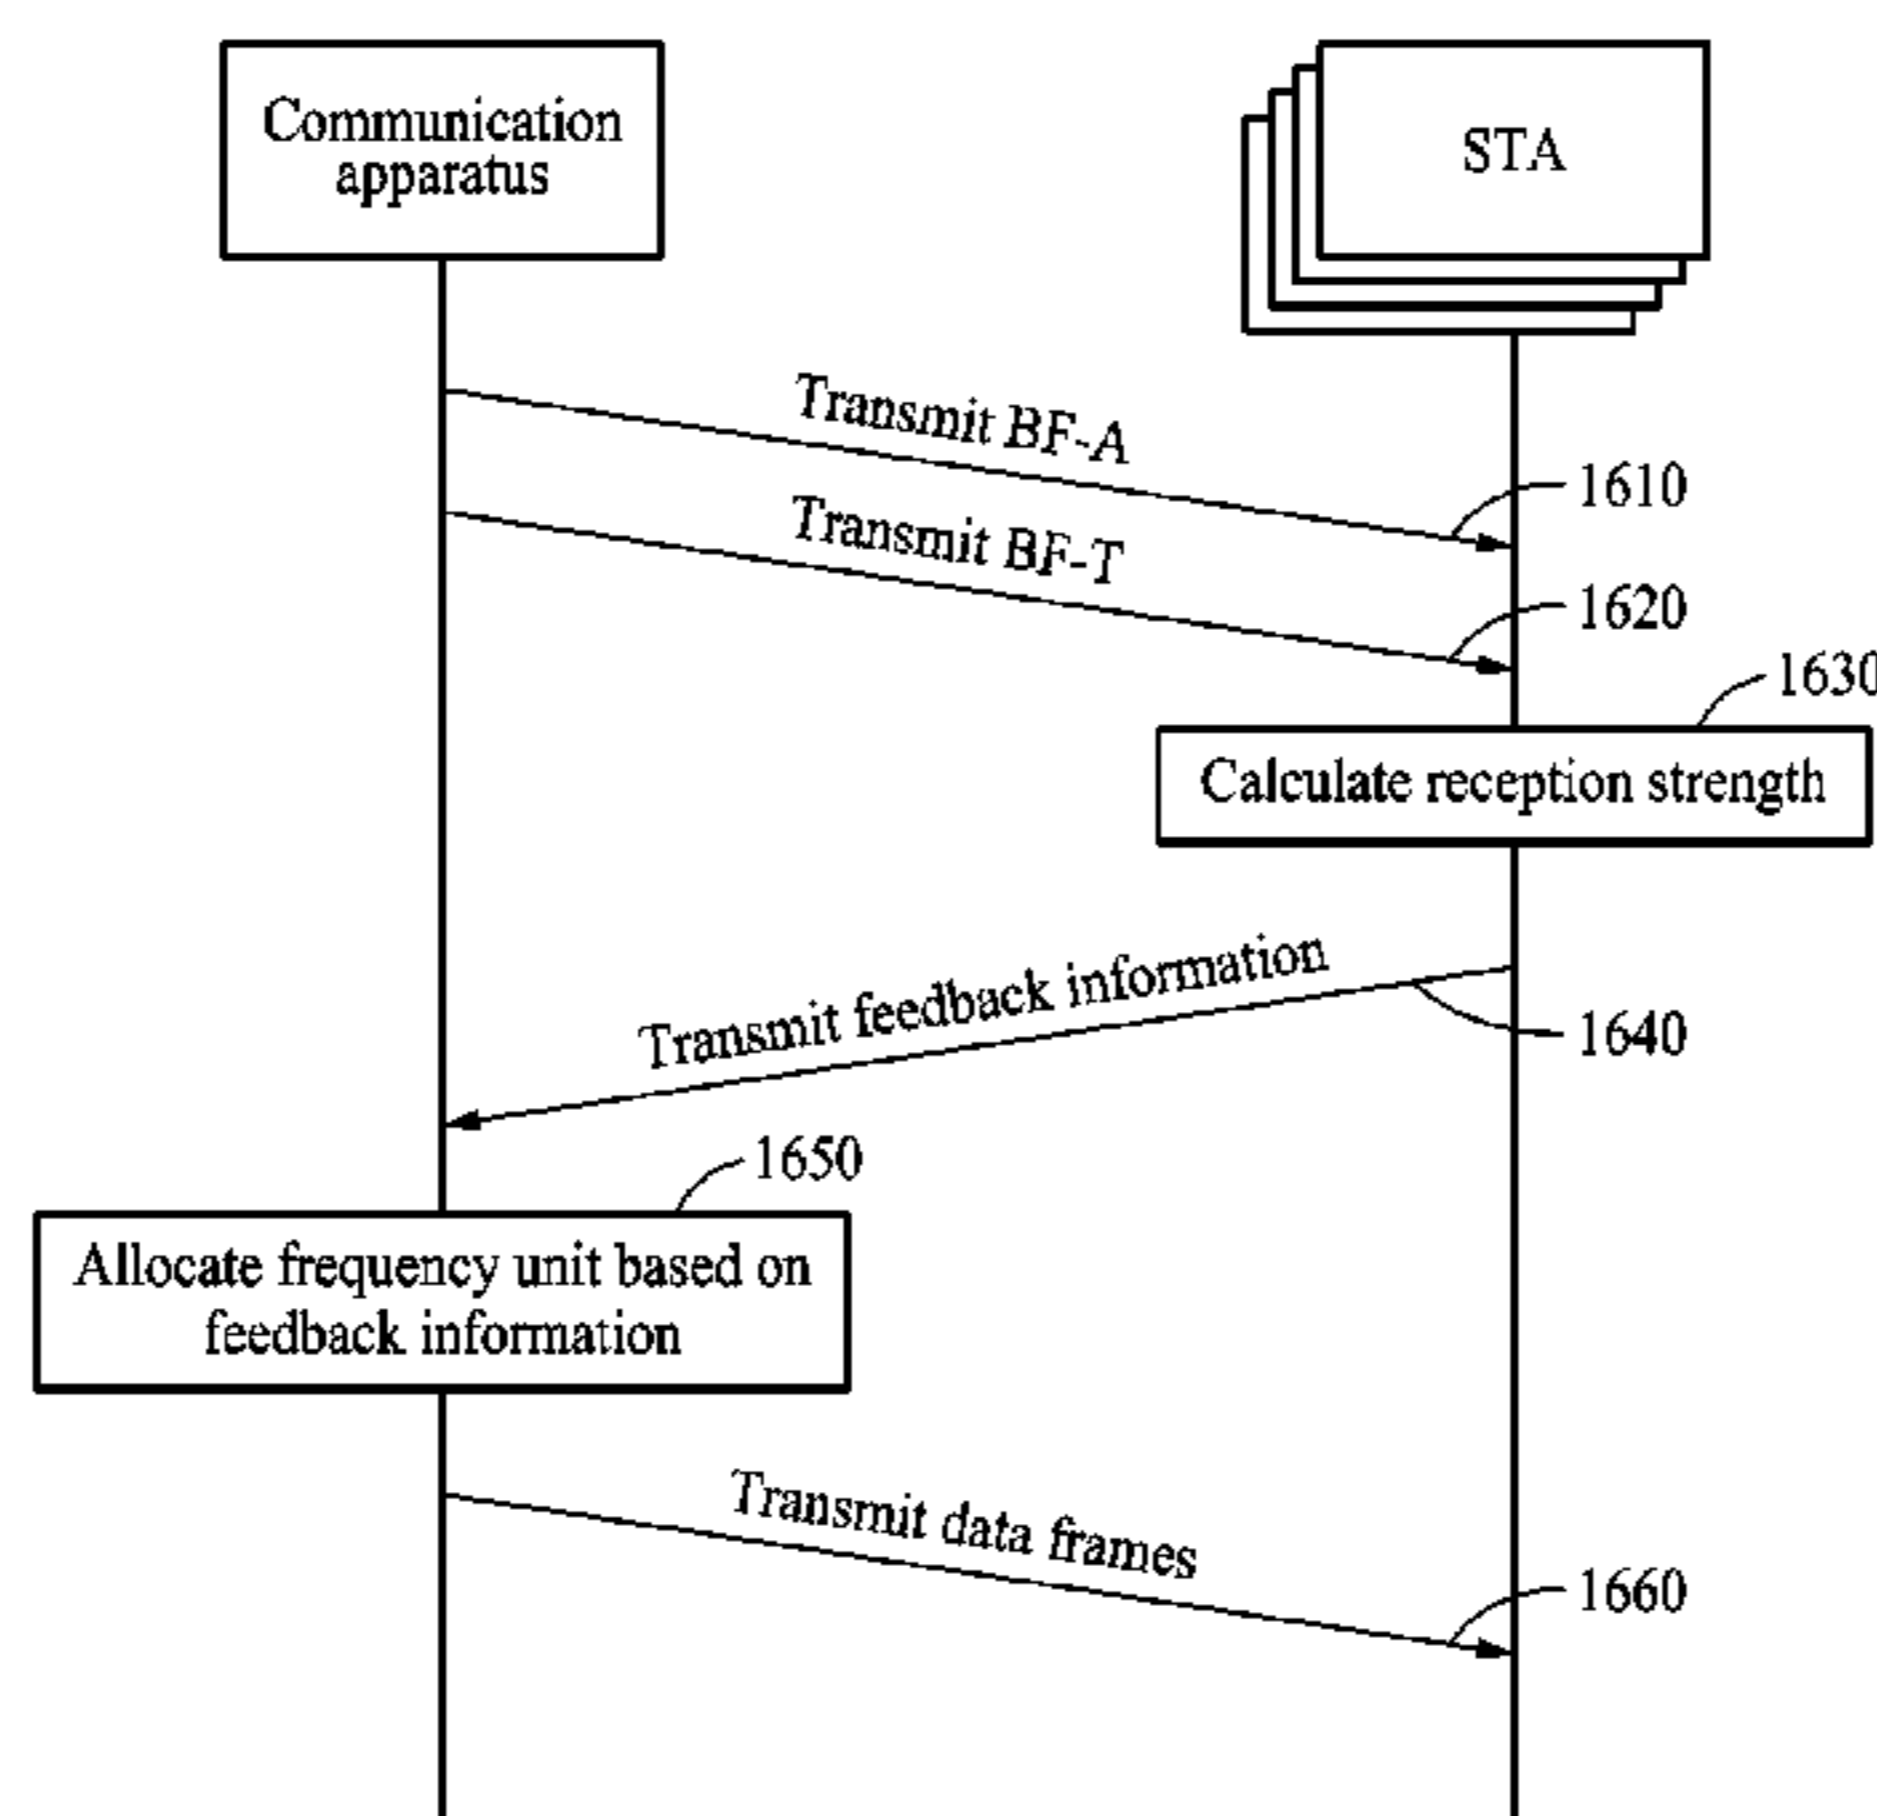 Communication
apparatus
STA
Transmit BF-A
1610
Transmit BF-T
1620
1630
Calculate reception strength
Transmit feedback information
1640
1650
Allocate frequency unit based on
feedback information
Transmit data frames
1660